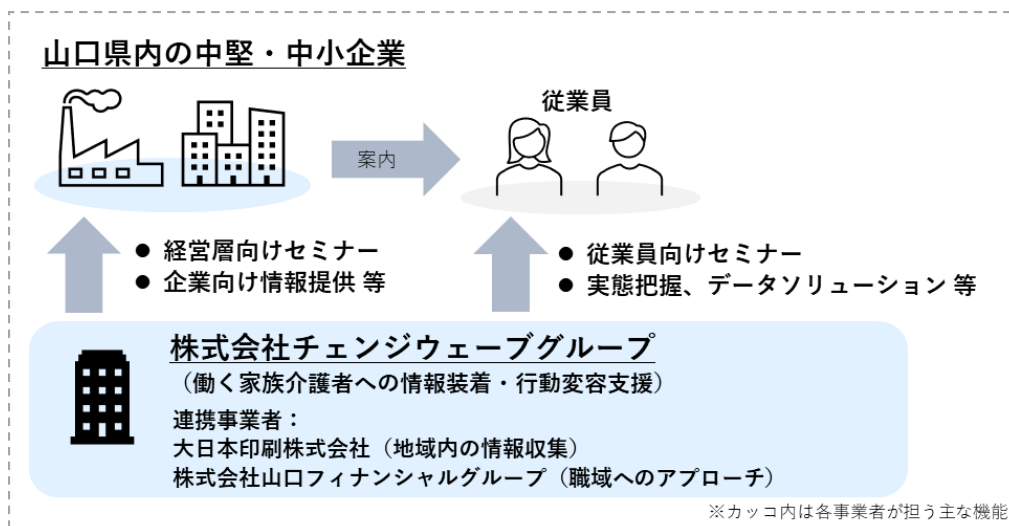 山口県内の中堅・中小企業
従業員
案内
● 経営層向けセミナー
● 企業向け情報提供 等
● 従業員向けセミナー
● 実態把握、データソリューション 等
株式会社チェンジウェーブグループ
（働く家族介護者への情報装着・行動変容支援）
連携事業者：
大日本印刷株式会社（地域内の情報収集）
株式会社山口フィナンシャルグループ（職域へのアプローチ）
※カッコ内は各事業者が担う主な機能